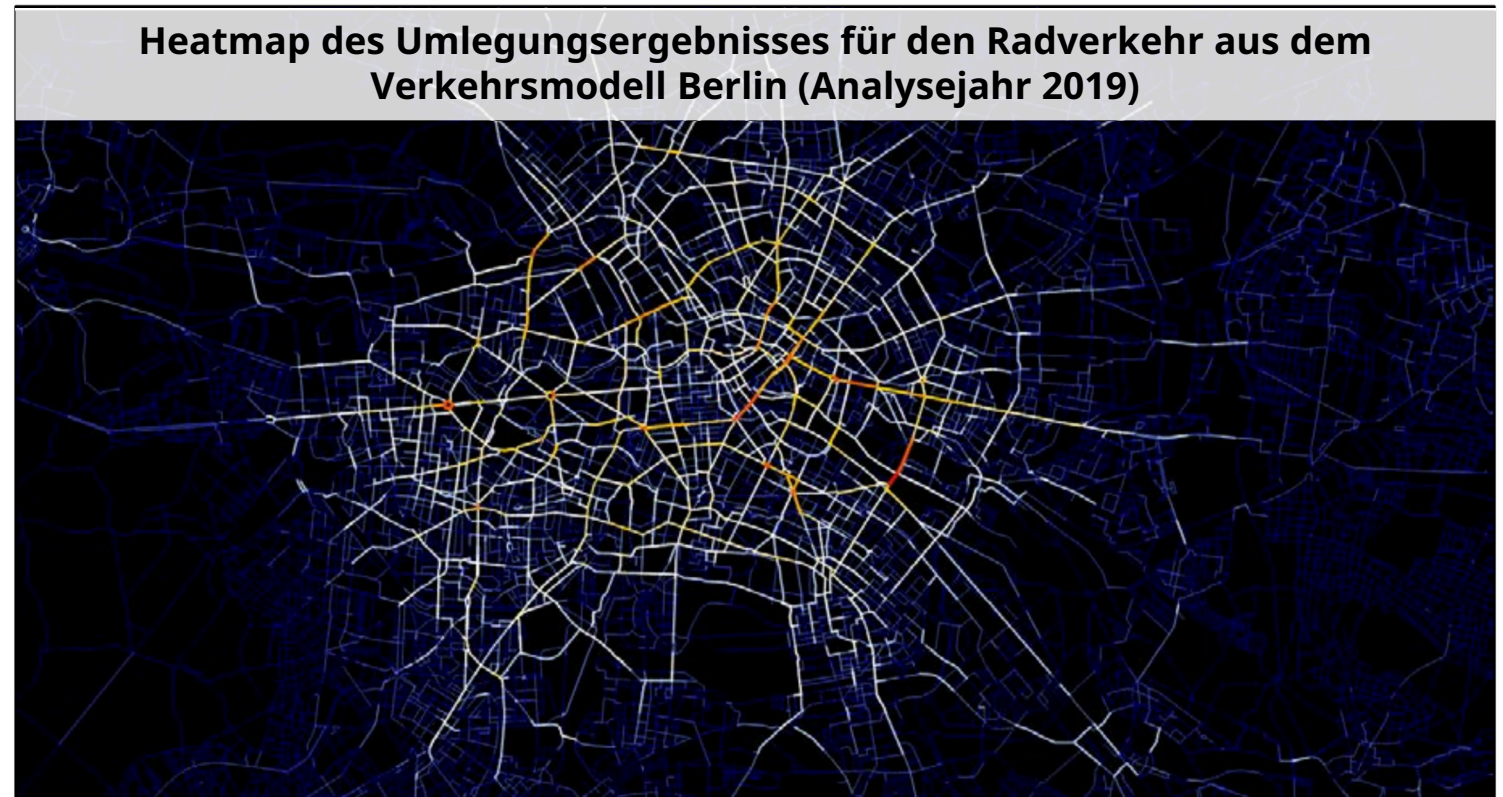 Heatmap des Umlegungsergebnisses für den Radverkehr aus dem
Verkehrsmodell Berlin (Analysejahr 2019)